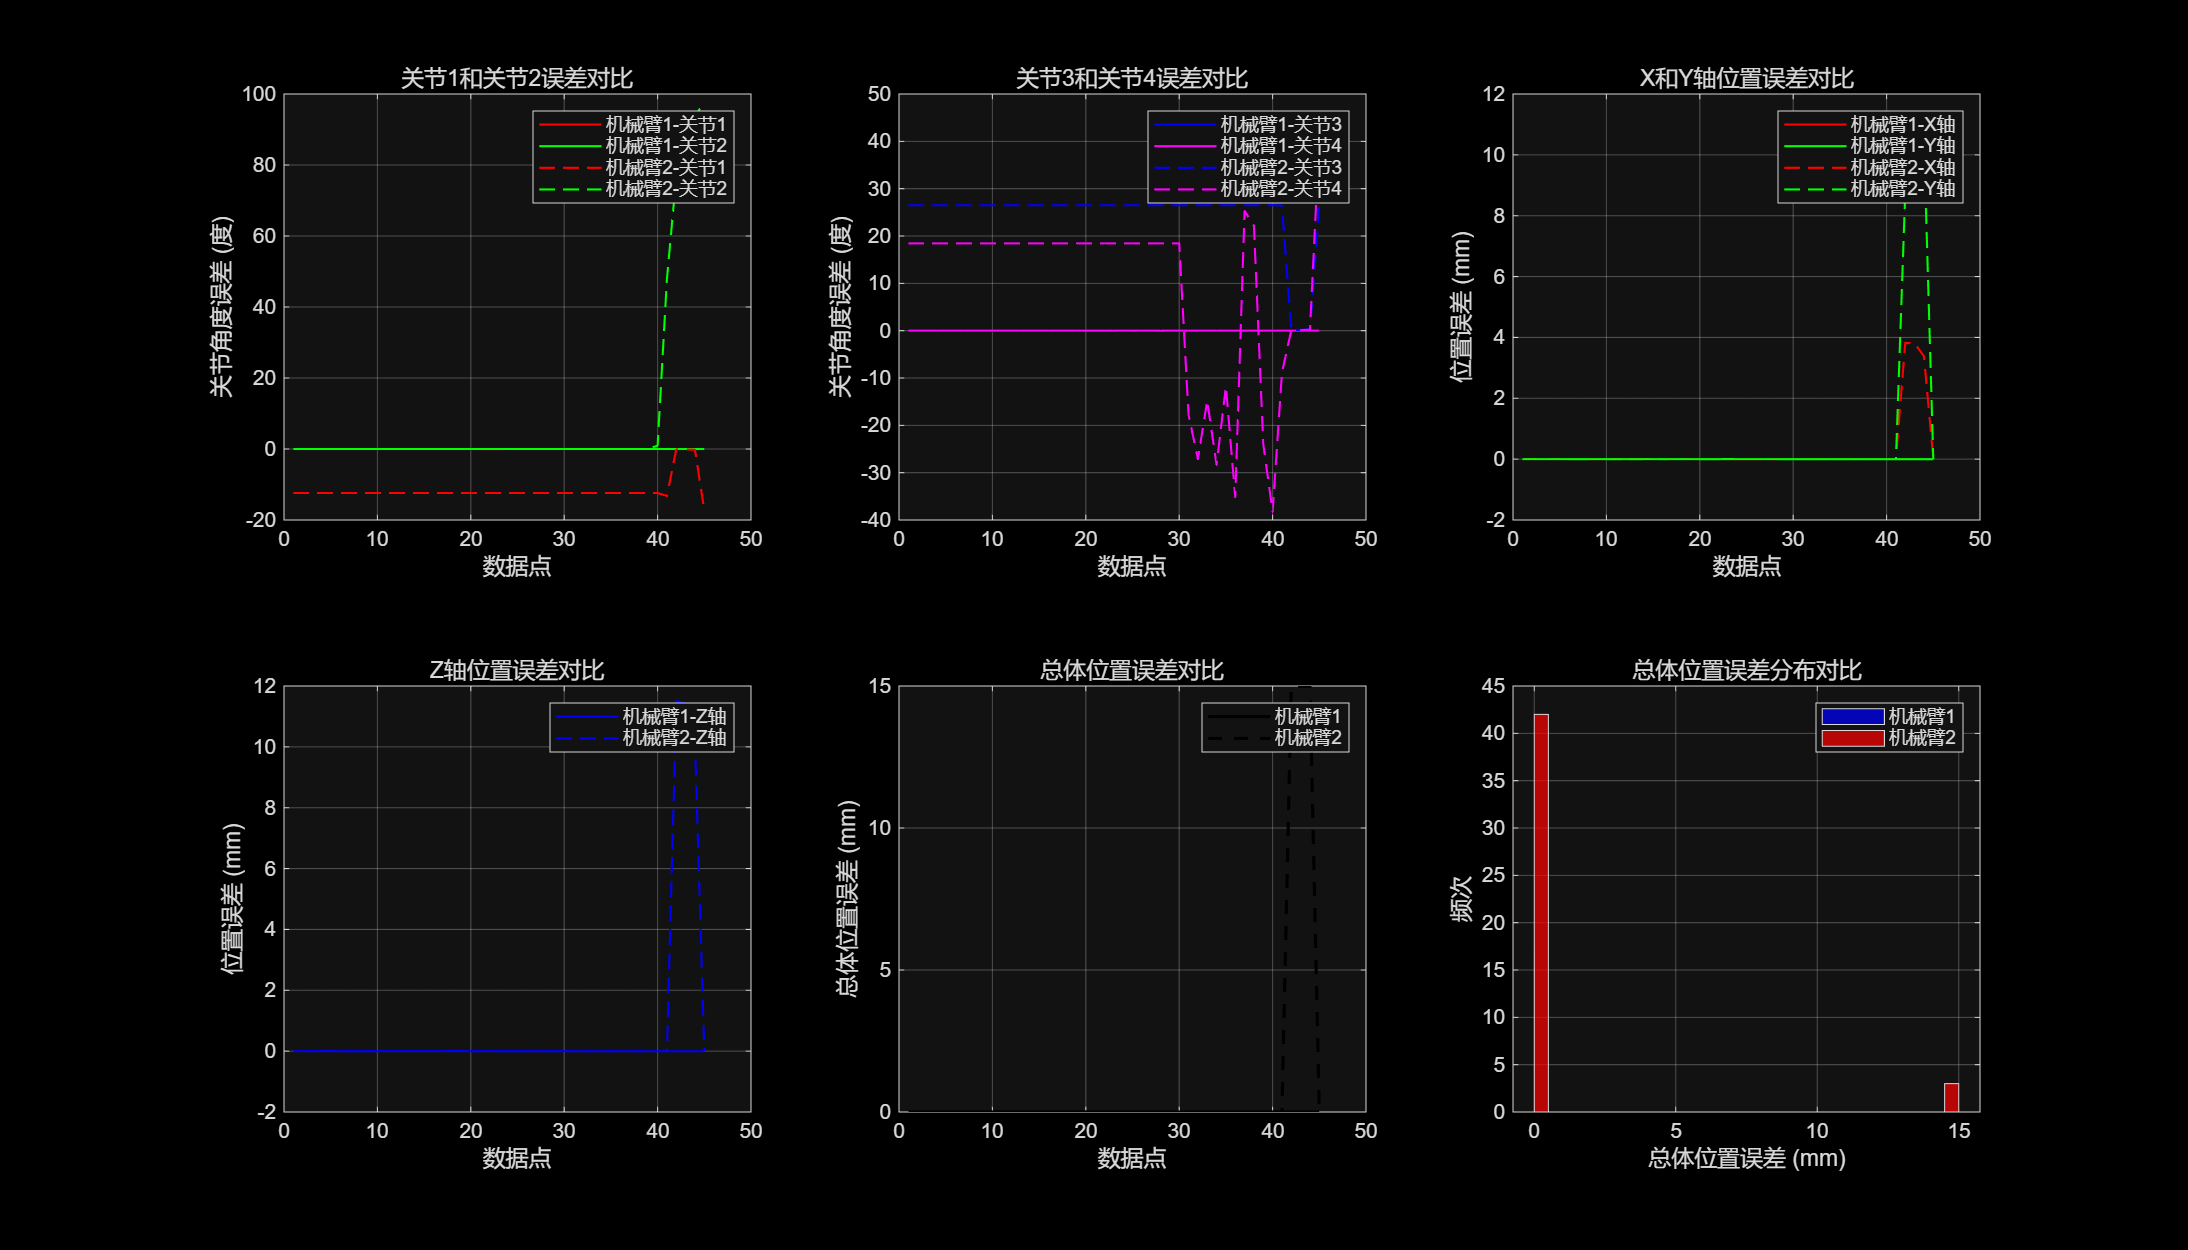 关节1和关节2误差对比
100
80
60
40
20
0
-20
关节角度误差 (度)
0 10 20 30 40 50
数据点
机械臂1-关节1
机械臂1-关节2
机械臂2-关节1
机械臂2-关节2
关节3和关节4误差对比
50
40
30
20
10
0
-10
-20
-30
-40
关节角度误差 (度)
0 10 20 30 40 50
数据点
机械臂1-关节3
机械臂1-关节4
机械臂2-关节3
机械臂2-关节4
X和Y轴位置误差对比
12
10
8
6
4
2
0
-2
位置误差 (mm)
0 10 20 30 40 50
数据点
机械臂1-X轴
机械臂1-Y轴
机械臂2-X轴
机械臂2-Y轴
Z轴位置误差对比
12
10
8
6
4
2
0
-2
位置误差 (mm)
0 10 20 30 40 50
数据点
机械臂1-Z轴
机械臂2-Z轴
总体位置误差对比
15
10
5
0
总体位置误差 (mm)
0 10 20 30 40 50
数据点
机械臂1
机械臂2
总体位置误差分布对比
45
40
35
30
25
20
15
10
5
0
频次
0 5 10 15
总体位置误差 (mm)
机械臂1
机械臂2